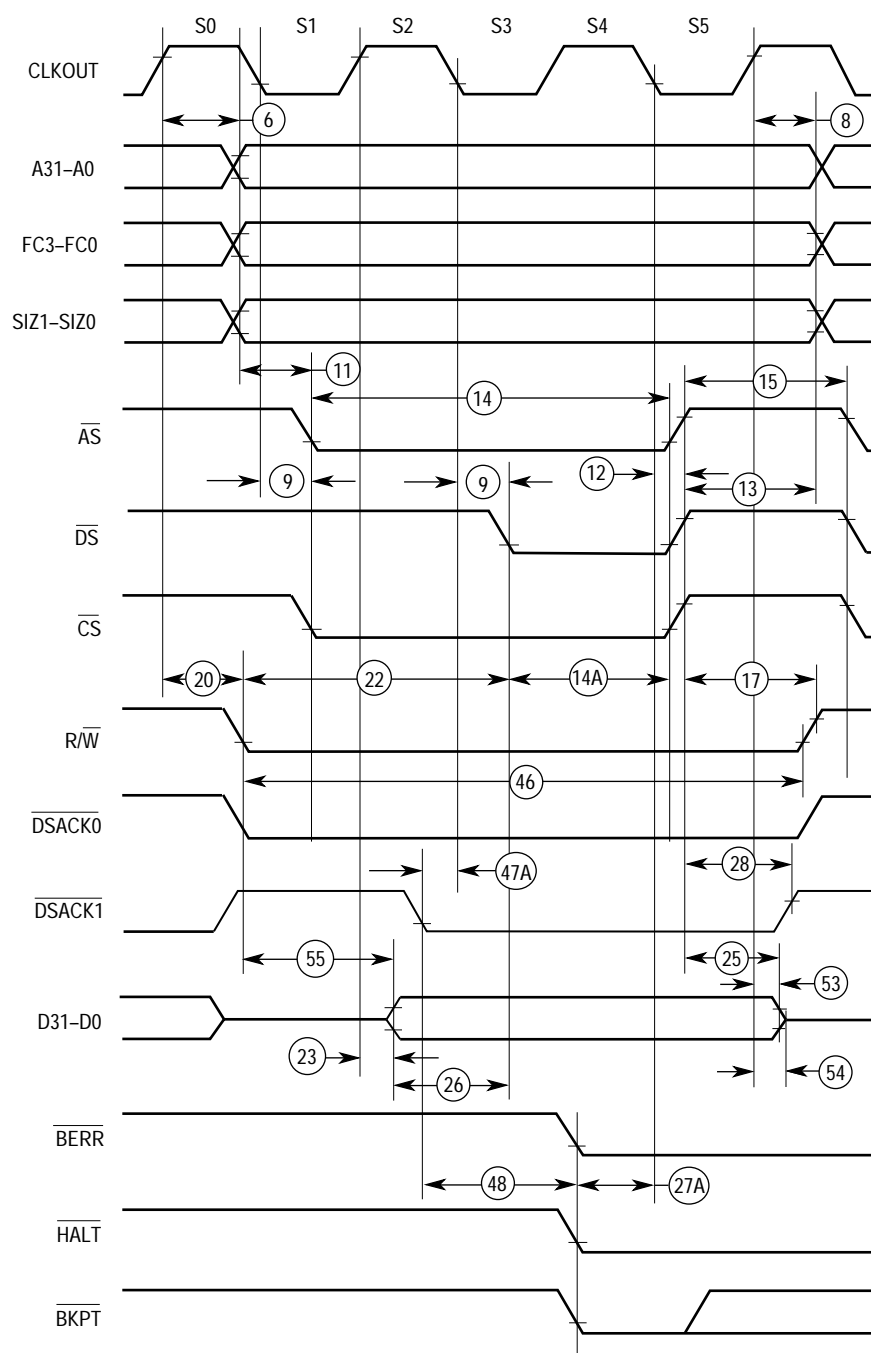 S0 S1 S2 S3 S4 S5
CLKOUT
6 8
A31–A0
FC3–FC0
SIZ1–SIZ0
11
14 15
AS
9 9 12 13
DS
CS
20 22 14A 17
R/W
46
DSACK0
47A 28
DSACK1
55 25
53
D31–D0
23 54
26
BERR
48 27A
HALT
BKPT